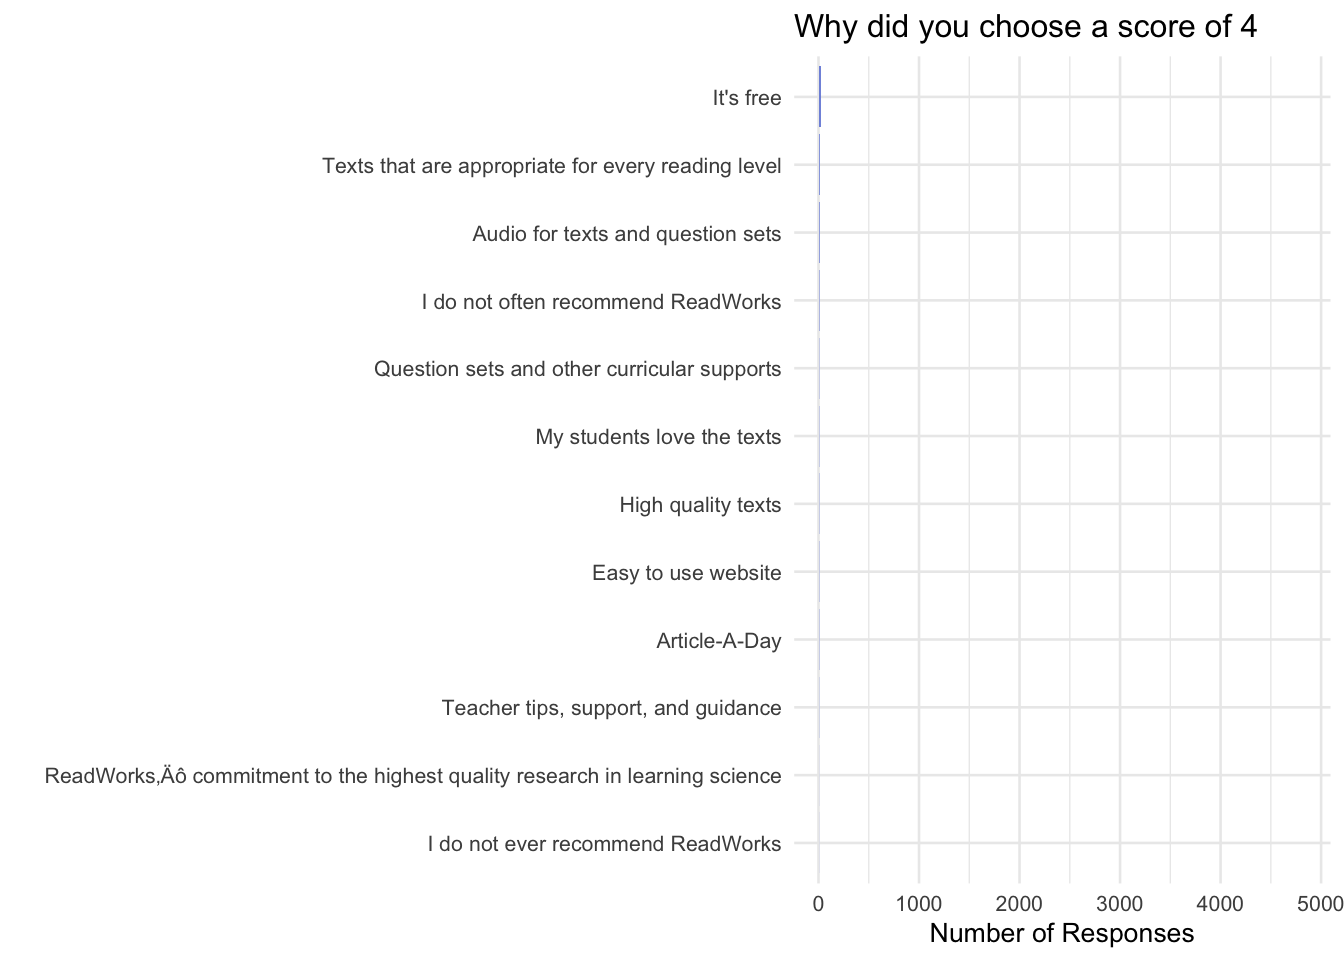 Why did you choose a score of 4
It's free
Texts that are appropriate for every reading level
Audio for texts and question sets
I do not often recommend ReadWorks
Question sets and other curricular supports
My students love the texts
High quality texts
Easy to use website
Article-A-Day
Teacher tips, support, and guidance
ReadWorks‚Äô commitment to the highest quality research in learning science
I do not ever recommend ReadWorks
0 1000 2000 3000 4000 5000
Number of Responses